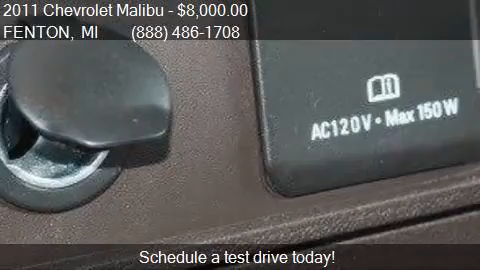 2011 Chevrolet Malibu - $8,000.00
FENTON, MI (888) 486-1708
AC120V • Max 150W
Schedule a test drive today!